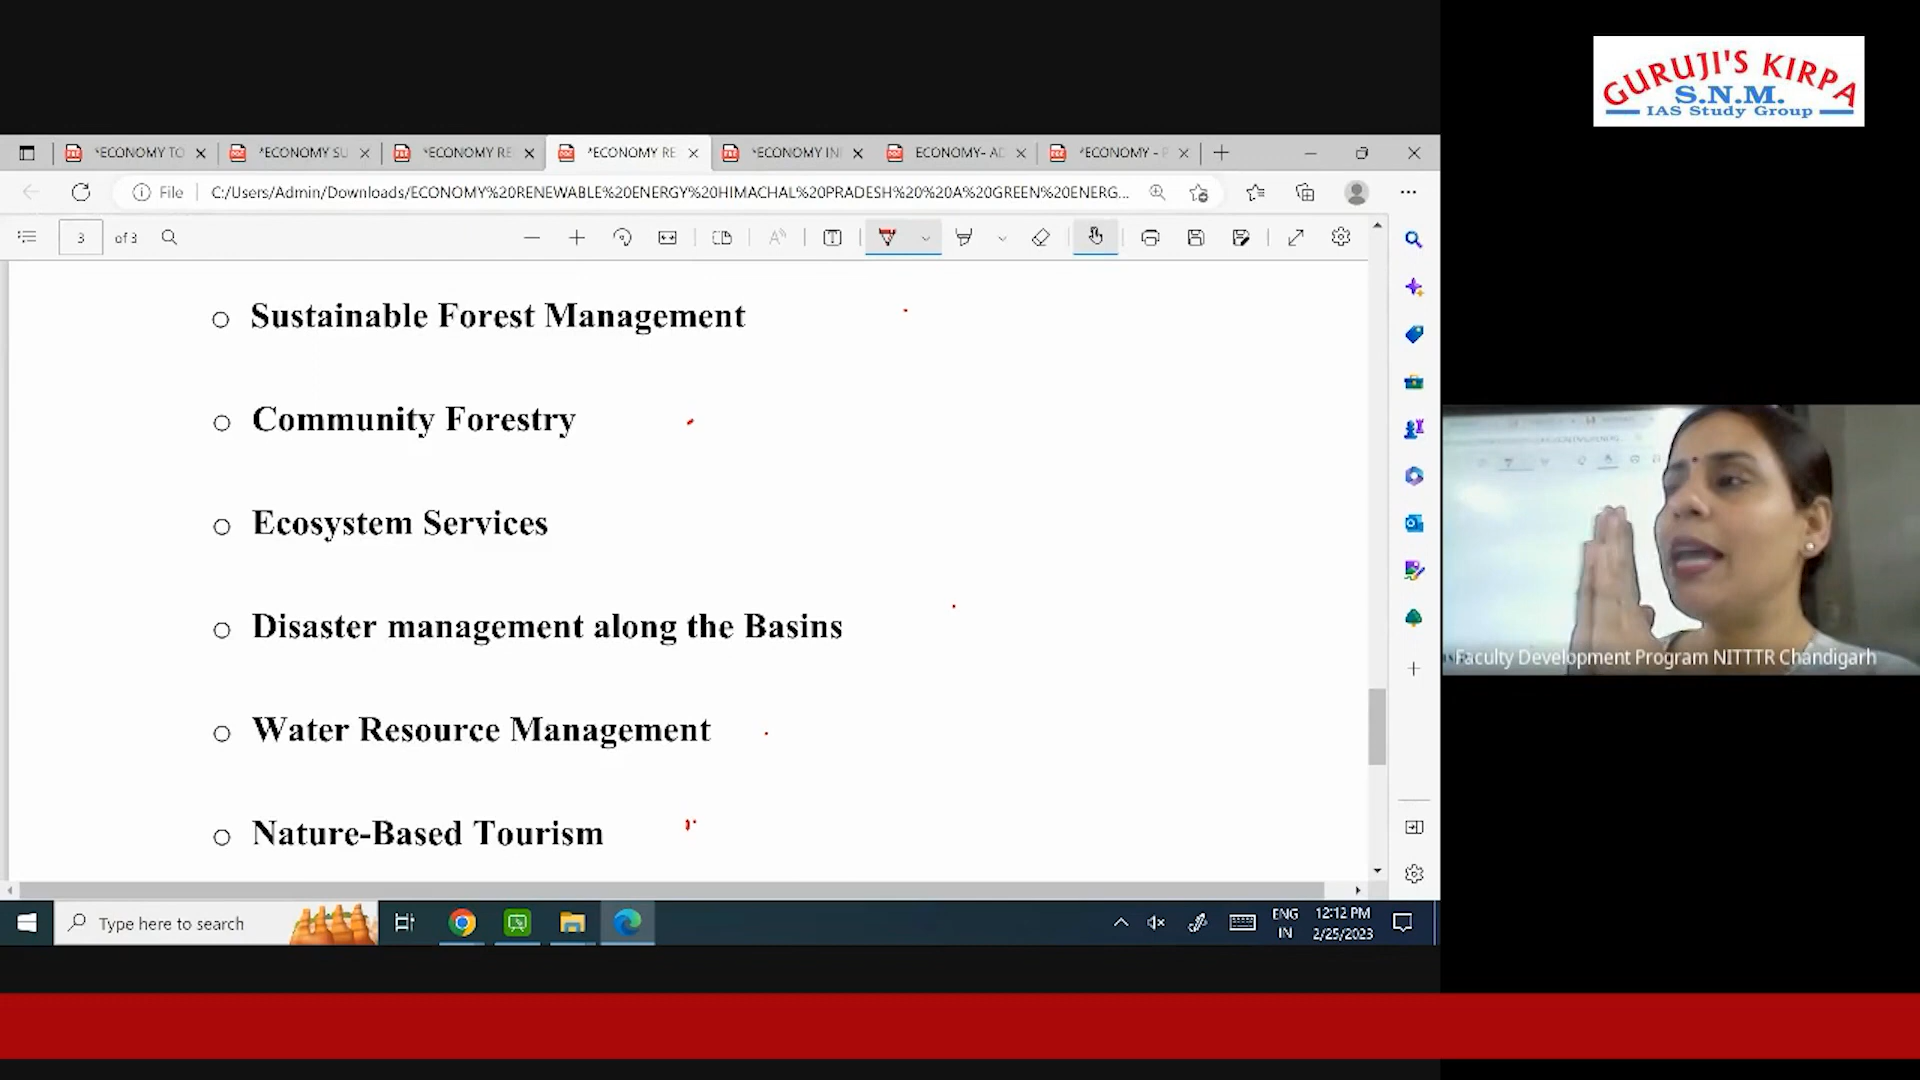 GURUJI'S KIRPA
S.N.M.
IAS Study Group
*ECONOMY TO
*ECONOMY SU
*ECONOMY RE
*ECONOMY RE
*ECONOMY IN
ECONOMY- AD
*ECONOMY -
File
C:/Users/Admin/Downloads/ECONOMY%20RENEWABLE%20ENERGY%20HIMACHAL%20PRADESH%20%20A%20GREEN%20ENERG...
3 of 3
○ Sustainable Forest Management
○ Community Forestry
○ Ecosystem Services
○ Disaster management along the Basins
○ Water Resource Management
○ Nature-Based Tourism
Faculty Development Program NITTTR Chandigarh
Type here to search
ENG
IN
12:12 PM
2/25/2023